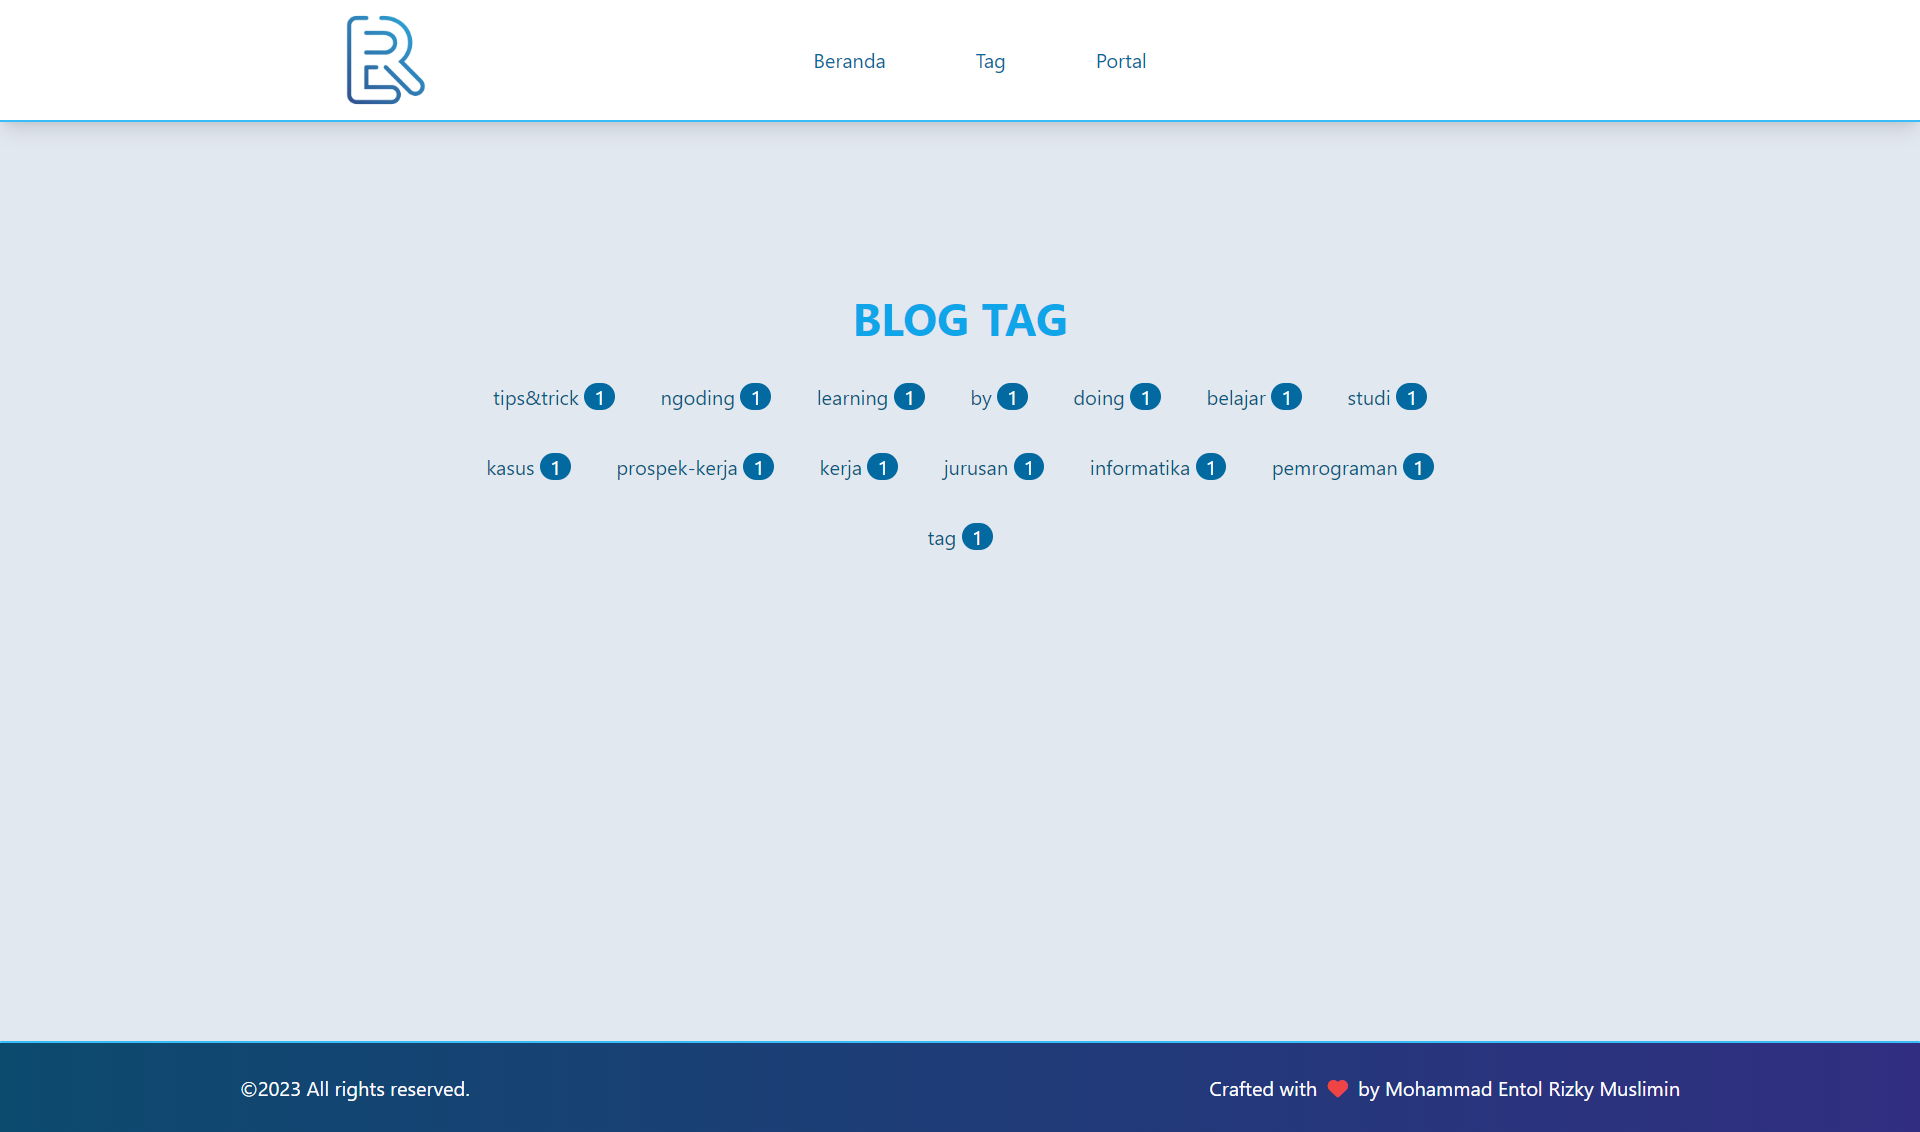 Beranda Tag Portal
BLOG TAG
tips&trick 1 ngoding 1 learning 1 by 1 doing 1 belajar 1 studi 1
kasus 1 prospek-kerja 1 kerja 1 jurusan 1 informatika 1 pemrograman 1
tag 1
©2023 All rights reserved. Crafted with ❤ by Mohammad Entol Rizky Muslimin